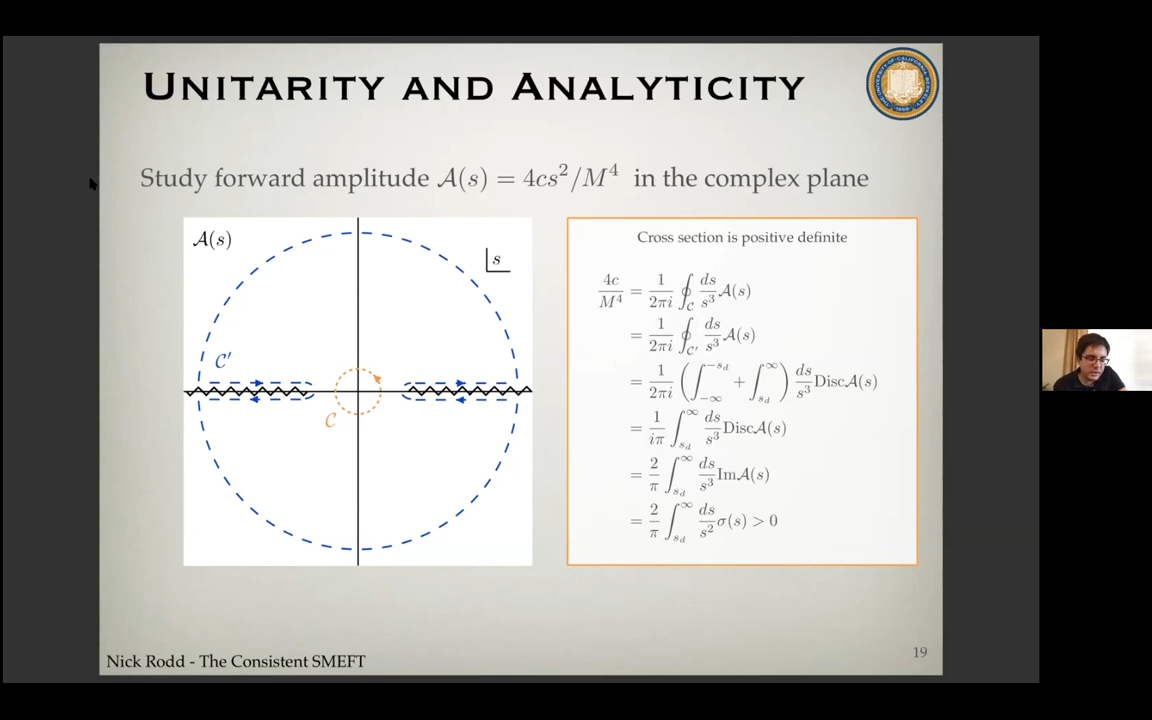 UNITARITY AND ANALYTICITY
Study forward amplitude 𝒜(s) = 4cs²/M⁴ in the complex plane
𝒜(s)
s
𝒞′
𝒞
Cross section is positive definite
4c/M⁴ = 1/2πi ∮_𝒞 ds/s³ 𝒜(s)
= 1/2πi ∮_𝒞′ ds/s³ 𝒜(s)
= 1/2πi (∫_{-∞}^{-s_d} + ∫_{s_d}^{∞}) ds/s³ Disc𝒜(s)
= 1/iπ ∫_{s_d}^{∞} ds/s³ Disc𝒜(s)
= 2/π ∫_{s_d}^{∞} ds/s³ Im𝒜(s)
= 2/π ∫_{s_d}^{∞} ds/s² σ(s) > 0
Nick Rodd - The Consistent SMEFT
19